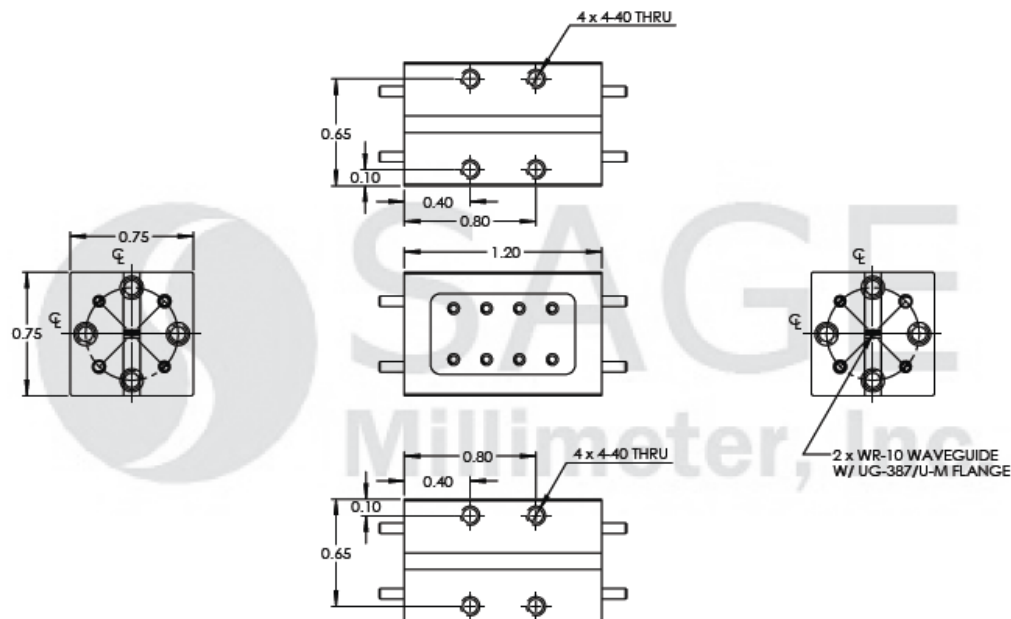 4 x 4-40 THRU
0.65
0.10
0.40
0.80
SAGE
Millimeter, Inc
0.75
℄
1.20
℄
0.75
℄
℄
0.80
4 x 4-40 THRU
2 x WR-10 WAVEGUIDE
W/ UG-387/U-M FLANGE
0.40
0.10
0.65